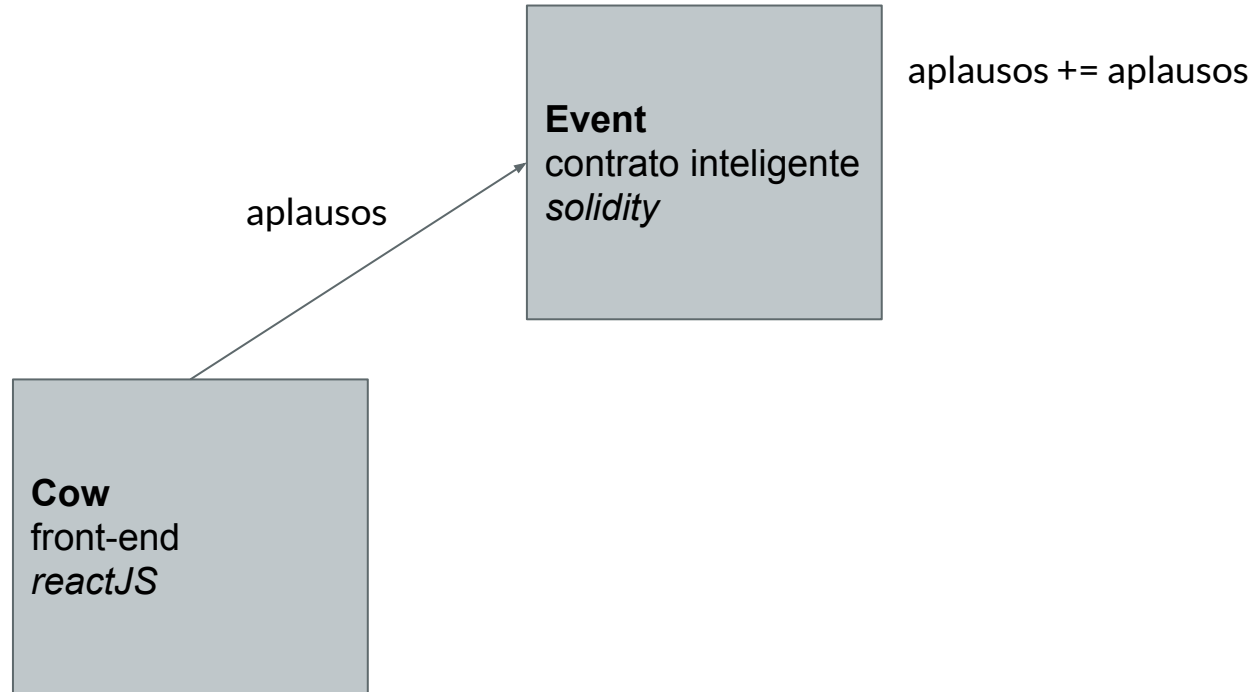 aplausos += aplausos
Event
contrato inteligente
solidity
aplausos
Cow
front-end
reactJS